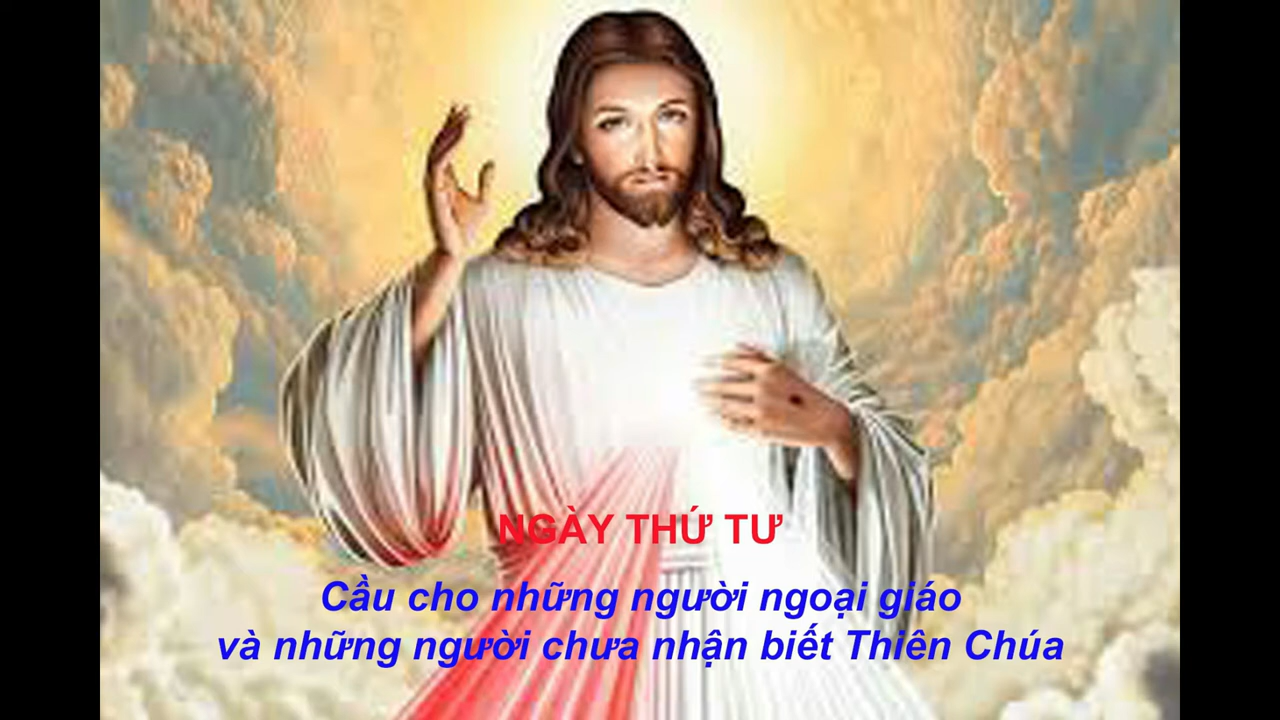 NGÀY THỨ TƯ
Cầu cho những người ngoại giáo
và những người chưa nhận biết Thiên Chúa